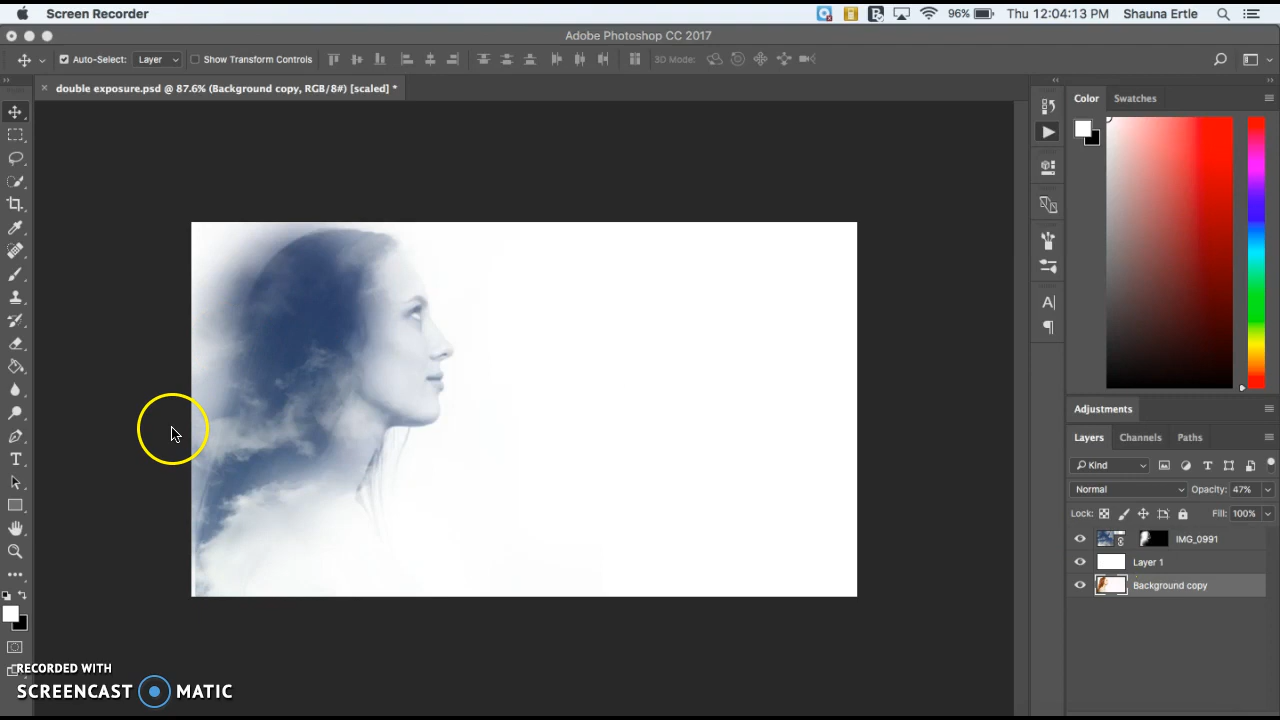 Screen Recorder
96%
Thu 12:04:13 PM
Shauna Ertle
Adobe Photoshop CC 2017
Auto-Select:
Layer
Show Transform Controls
3D Mode:
double exposure.psd @ 87.6% (Background copy, RGB/8#) [scaled] *
Color
Swatches
Adjustments
Layers
Channels
Paths
Kind
Normal
Opacity: 47%
Lock:
Fill: 100%
IMG_0991
Layer 1
Background copy
RECORDED WITH
SCREENCAST MATIC